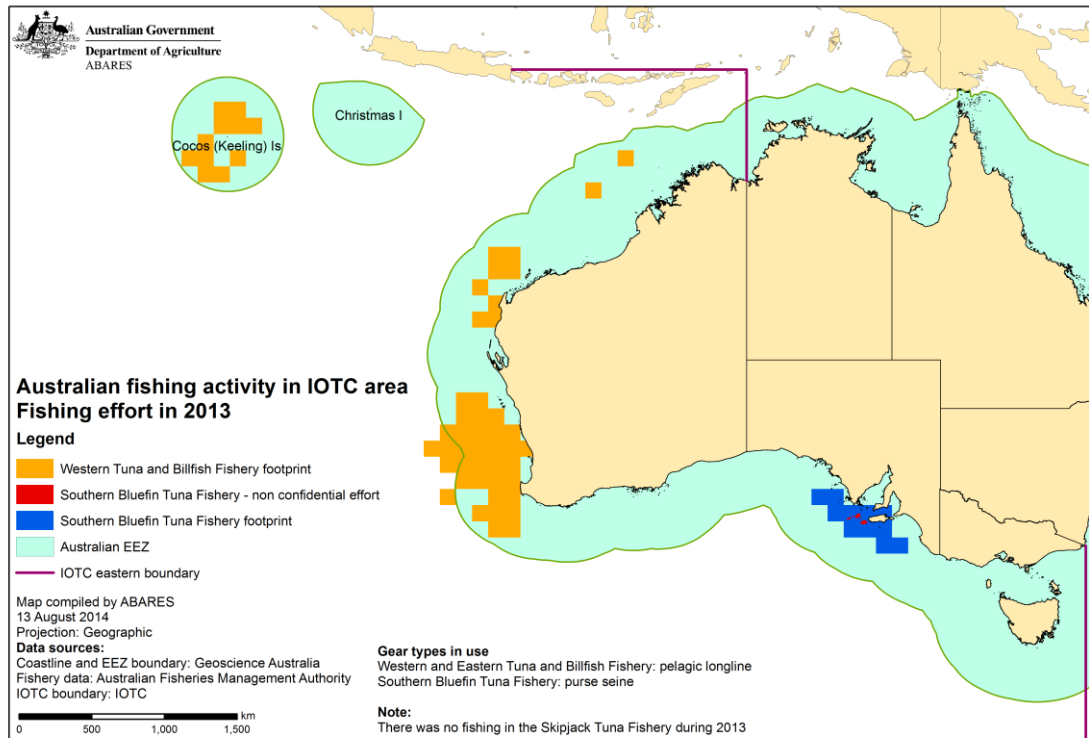 Australian Government
Department of Agriculture
ABARES
Christmas I
Cocos (Keeling) Is
Australian fishing activity in IOTC area
Fishing effort in 2013
Legend
Western Tuna and Billfish Fishery footprint
Southern Bluefin Tuna Fishery - non confidential effort
Southern Bluefin Tuna Fishery footprint
Australian EEZ
IOTC eastern boundary
Map compiled by ABARES
13 August 2014
Projection: Geographic
Data sources:
Coastline and EEZ boundary: Geoscience Australia
Fishery data: Australian Fisheries Management Authority
IOTC boundary: IOTC
km
0 500 1,000 1,500
Gear types in use
Western and Eastern Tuna and Billfish Fishery: pelagic longline
Southern Bluefin Tuna Fishery: purse seine
Note:
There was no fishing in the Skipjack Tuna Fishery during 2013